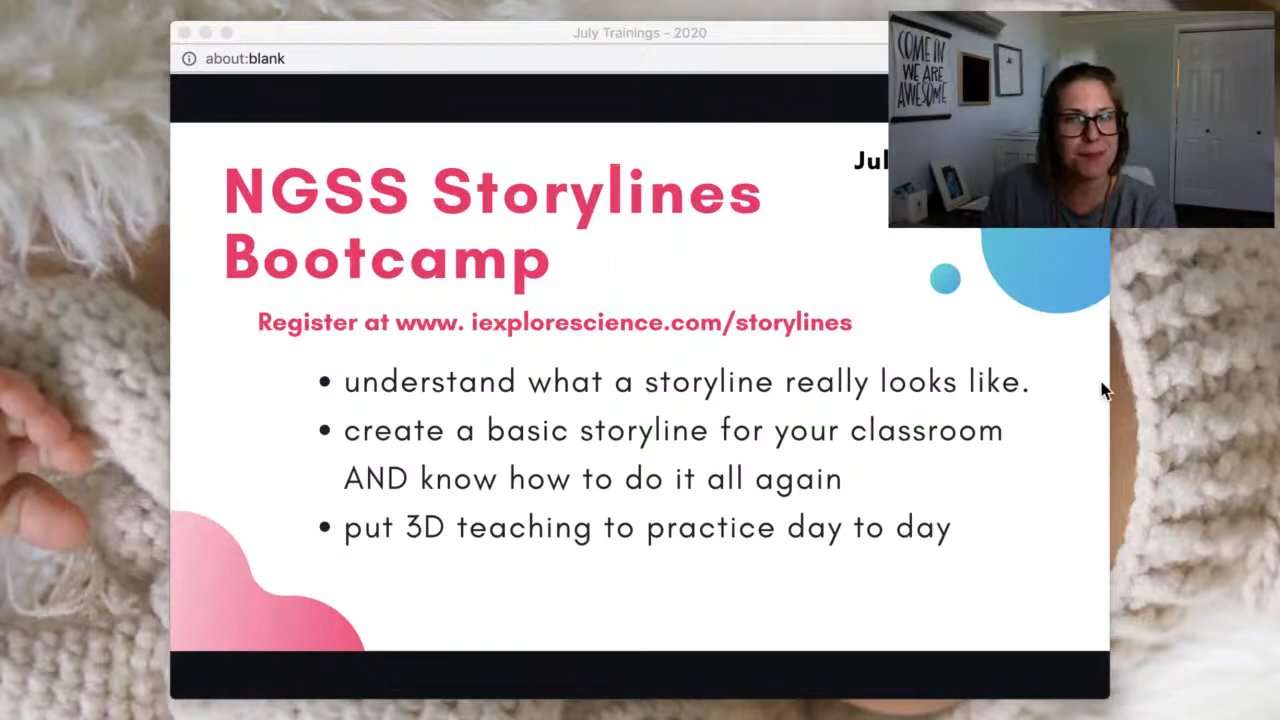 July Trainings - 2020
about:blank
COME IN
WE ARE
AWESOME
Jul
NGSS Storylines
Bootcamp
Register at www. iexplorescience.com/storylines
• understand what a storyline really looks like.
• create a basic storyline for your classroom
AND know how to do it all again
• put 3D teaching to practice day to day